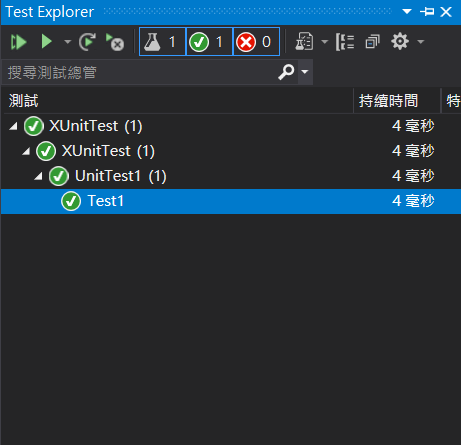 Test Explorer
1 1 0
搜尋測試總管
測試 持續時間 特
XUnitTest (1) 4 毫秒
XUnitTest (1) 4 毫秒
UnitTest1 (1) 4 毫秒
Test1 4 毫秒